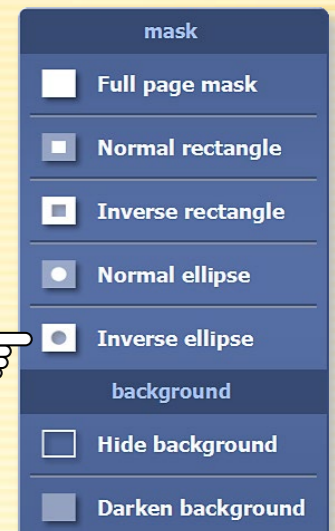 mask
Full page mask
Normal rectangle
Inverse rectangle
Normal ellipse
Inverse ellipse
background
Hide background
Darken background